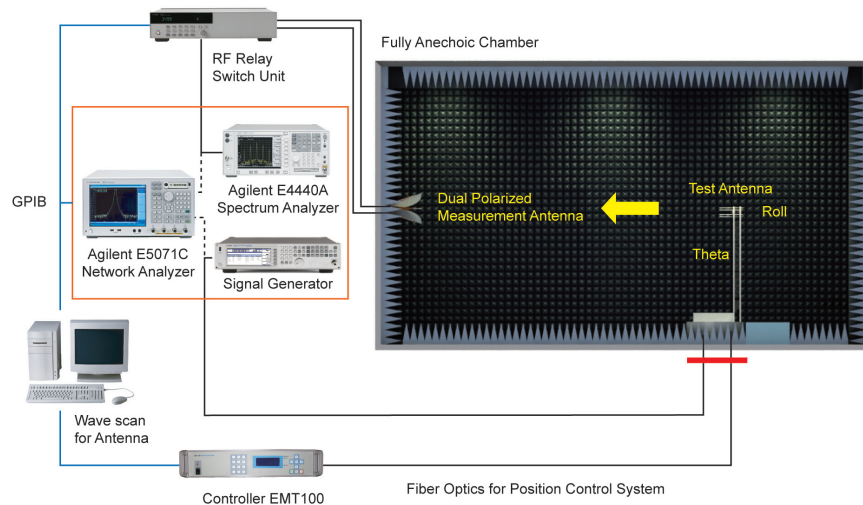 RF Relay
Switch Unit
Fully Anechoic Chamber
GPIB
Agilent E4440A
Spectrum Analyzer
Agilent E5071C
Network Analyzer
Signal Generator
Dual Polarized
Measurement Antenna
Test Antenna
Roll
Theta
Wave scan
for Antenna
Controller EMT100
Fiber Optics for Position Control System